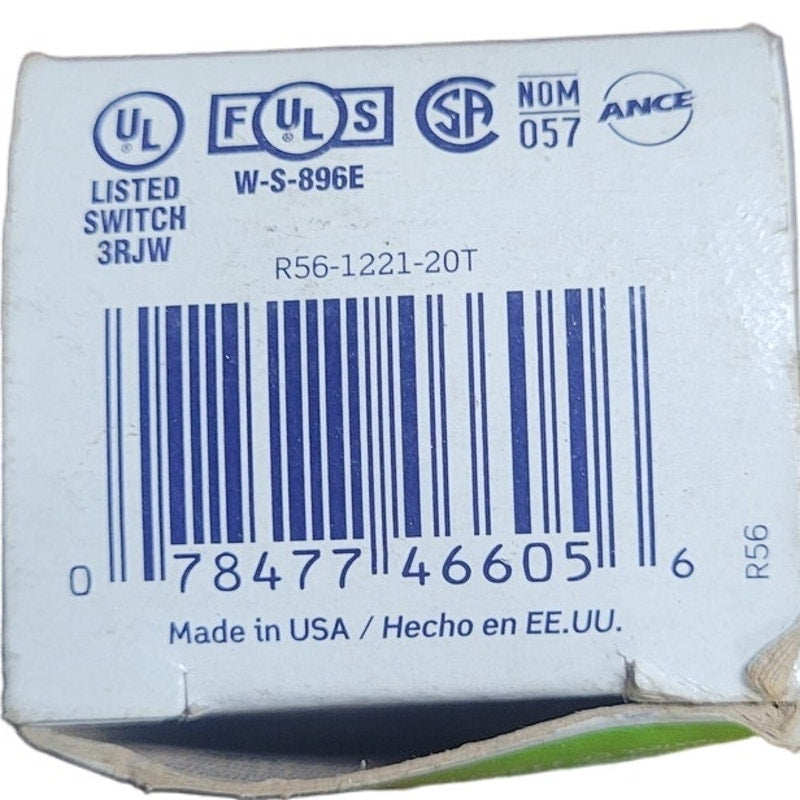 UL
®
LISTED
SWITCH
3RJW
F UL S
®
W-S-896E
SA
NOM
057
ANCE
R56-1221-20T
0 78477 46605 6
R56
Made in USA / Hecho en EE.UU.